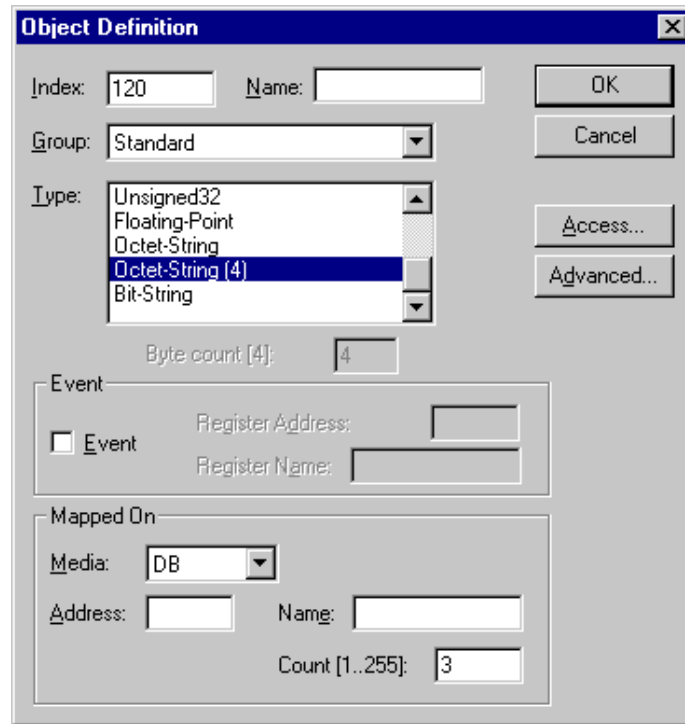 Object Definition
Index: 120 Name: OK
Group: Standard Cancel
Type: Unsigned32
Floating-Point
Octet-String
Octet-String (4)
Bit-String
Access...
Advanced...
Byte count [4]: 4
Event
Event
Register Address:
Register Name:
Mapped On
Media: DB
Address: Name:
Count [1..255]: 3